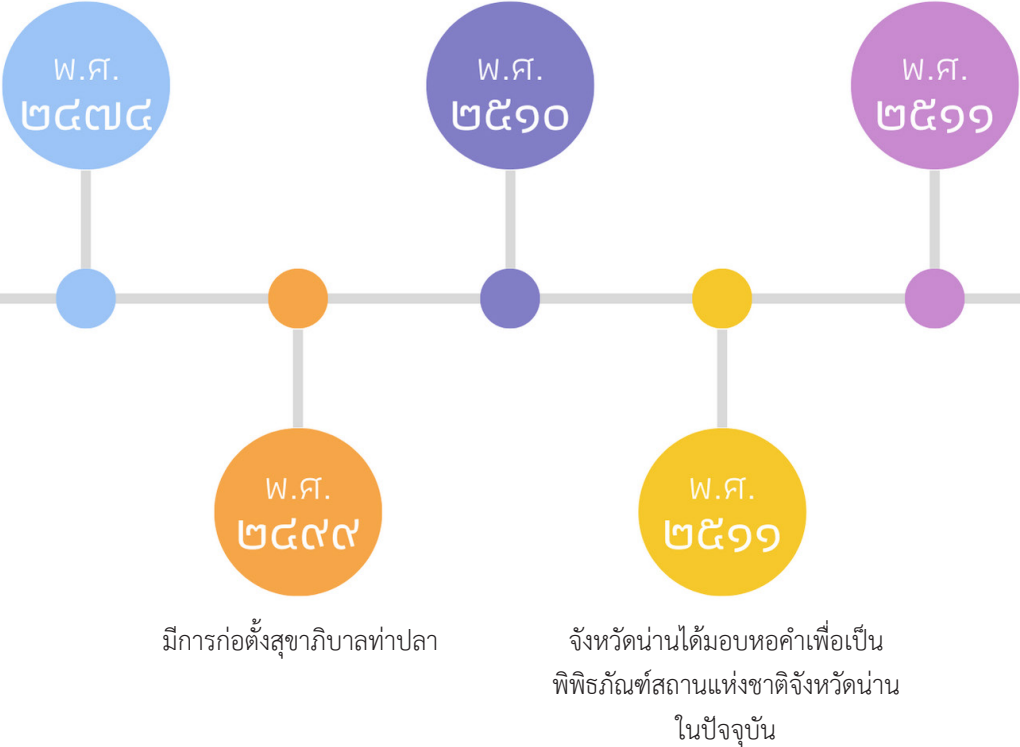 พ.ศ.
๒๔๗๔
พ.ศ.
๒๕๑๐
พ.ศ.
๒๕๑๑
พ.ศ.
๒๔๙๙
มีการก่อตั้งสุขาภิบาลท่าปลา
พ.ศ.
๒๕๑๑
จังหวัดน่านได้มอบหอคำเพื่อเป็น
พิพิธภัณฑ์สถานแห่งชาติจังหวัดน่าน
ในปัจจุบัน